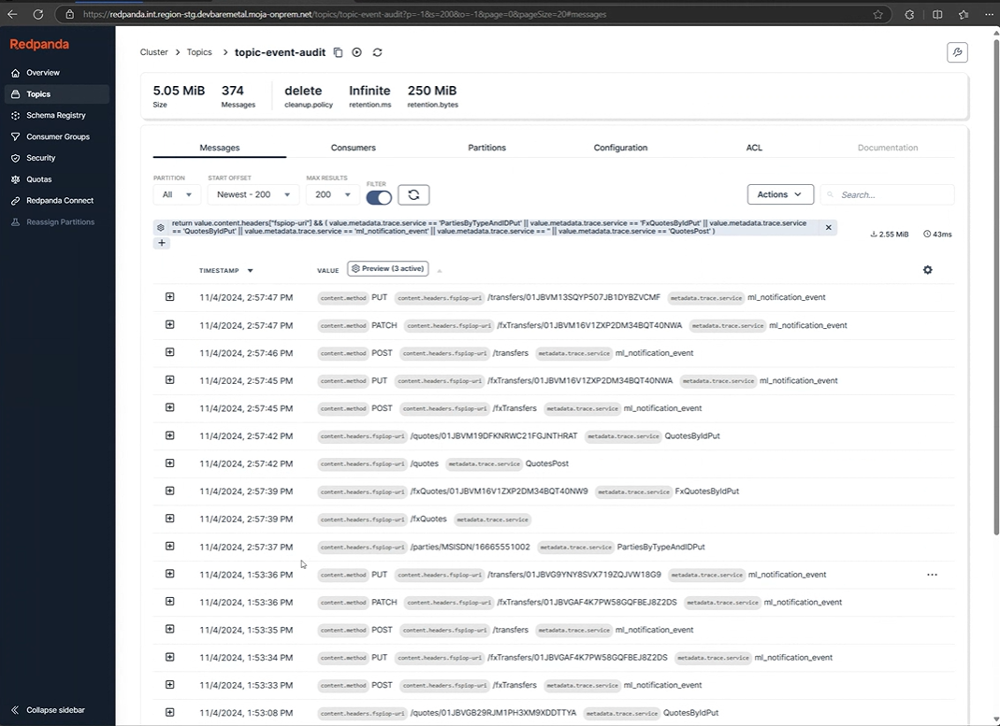 https://redpanda.int.region-stg.devbaremetal.moja-onprem.net/topics/topic-event-audit?p=-1&s=200&o=-1&page=0&pageSize=20#messages
Redpanda
Overview
Topics
Schema Registry
Consumer Groups
Security
Quotas
Redpanda Connect
Reassign Partitions
Collapse sidebar
Cluster > Topics > topic-event-audit
5.05 MiB 374 delete Infinite 250 MiB
Size Messages cleanup.policy retention.ms retention.bytes
Messages Consumers Partitions Configuration ACL Documentation
PARTITION START OFFSET MAX RESULTS FILTER
All Newest - 200 200 Actions Search...
return value.content.headers["fspiop-uri"] && ( value.metadata.trace.service == 'PartiesByTypeAndIDPut' || value.metadata.trace.service == 'FxQuotesByIdPut' || value.metadata.trace.service
== 'QuotesByIdPut' || value.metadata.trace.service == 'ml_notification_event' || value.metadata.trace.service == '' || value.metadata.trace.service == 'QuotesPost' )
2.55 MiB 43ms
TIMESTAMP VALUE Preview (3 active)
11/4/2024, 2:57:47 PM content.method PUT content.headers.fspiop-uri /transfers/01JBVM13SQYP507JB1DYBZVCMF metadata.trace.service ml_notification_event
11/4/2024, 2:57:47 PM content.method PATCH content.headers.fspiop-uri /fxTransfers/01JBVM16V1ZXP2DM34BQT40NWA metadata.trace.service ml_notification_event
11/4/2024, 2:57:46 PM content.method POST content.headers.fspiop-uri /transfers metadata.trace.service ml_notification_event
11/4/2024, 2:57:45 PM content.method PUT content.headers.fspiop-uri /fxTransfers/01JBVM16V1ZXP2DM34BQT40NWA metadata.trace.service ml_notification_event
11/4/2024, 2:57:45 PM content.method POST content.headers.fspiop-uri /fxTransfers metadata.trace.service ml_notification_event
11/4/2024, 2:57:42 PM content.headers.fspiop-uri /quotes/01JBVM19DFKNRWC21FGJNTHRAT metadata.trace.service QuotesByIdPut
11/4/2024, 2:57:42 PM content.headers.fspiop-uri /quotes metadata.trace.service QuotesPost
11/4/2024, 2:57:39 PM content.headers.fspiop-uri /fxQuotes/01JBVM16V1ZXP2DM34BQT40NW9 metadata.trace.service FxQuotesByIdPut
11/4/2024, 2:57:39 PM content.headers.fspiop-uri /fxQuotes metadata.trace.service
11/4/2024, 2:57:37 PM content.headers.fspiop-uri /parties/MSISDN/16665551002 metadata.trace.service PartiesByTypeAndIDPut
11/4/2024, 1:53:36 PM content.method PUT content.headers.fspiop-uri /transfers/01JBVG9YNY8SVX719ZQJVW18G9 metadata.trace.service ml_notification_event
11/4/2024, 1:53:36 PM content.method PATCH content.headers.fspiop-uri /fxTransfers/01JBVGAF4K7PW58GQFBEJ8Z2DS metadata.trace.service ml_notification_event
11/4/2024, 1:53:35 PM content.method POST content.headers.fspiop-uri /transfers metadata.trace.service ml_notification_event
11/4/2024, 1:53:34 PM content.method PUT content.headers.fspiop-uri /fxTransfers/01JBVGAF4K7PW58GQFBEJ8Z2DS metadata.trace.service ml_notification_event
11/4/2024, 1:53:33 PM content.method POST content.headers.fspiop-uri /fxTransfers metadata.trace.service ml_notification_event
11/4/2024, 1:53:08 PM content.headers.fspiop-uri /quotes/01JBVGB29RJM1PH3XM9XDDTTYA metadata.trace.service QuotesByIdPut